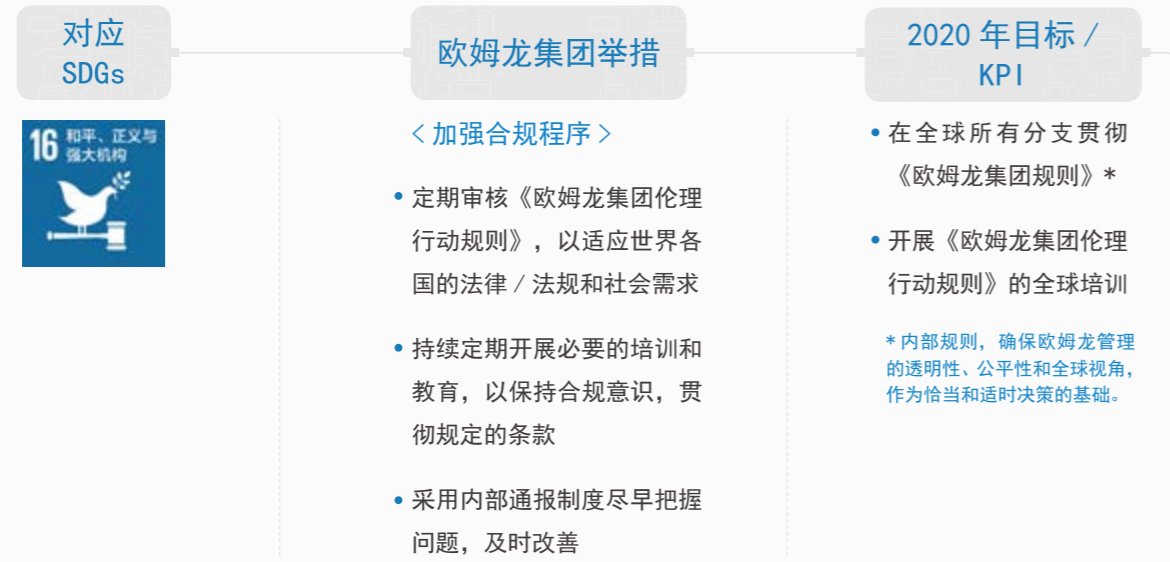 对应
SDGs
欧姆龙集团举措
2020 年目标 /
KPI
16 和平、正义与
强大机构
<加强合规程序>
• 定期审核《欧姆龙集团伦理
行动规则》，以适应世界各
国的法律 / 法规和社会需求
• 持续定期开展必要的培训和
教育，以保持合规意识，贯
彻规定的条款
• 采用内部通报制度尽早把握
问题，及时改善
• 在全球所有分支贯彻
《欧姆龙集团规则》*
• 开展《欧姆龙集团伦理
行动规则》的全球培训
* 内部规则，确保欧姆龙管理
的透明性、公平性和全球视角，
作为恰当和适时决策的基础。